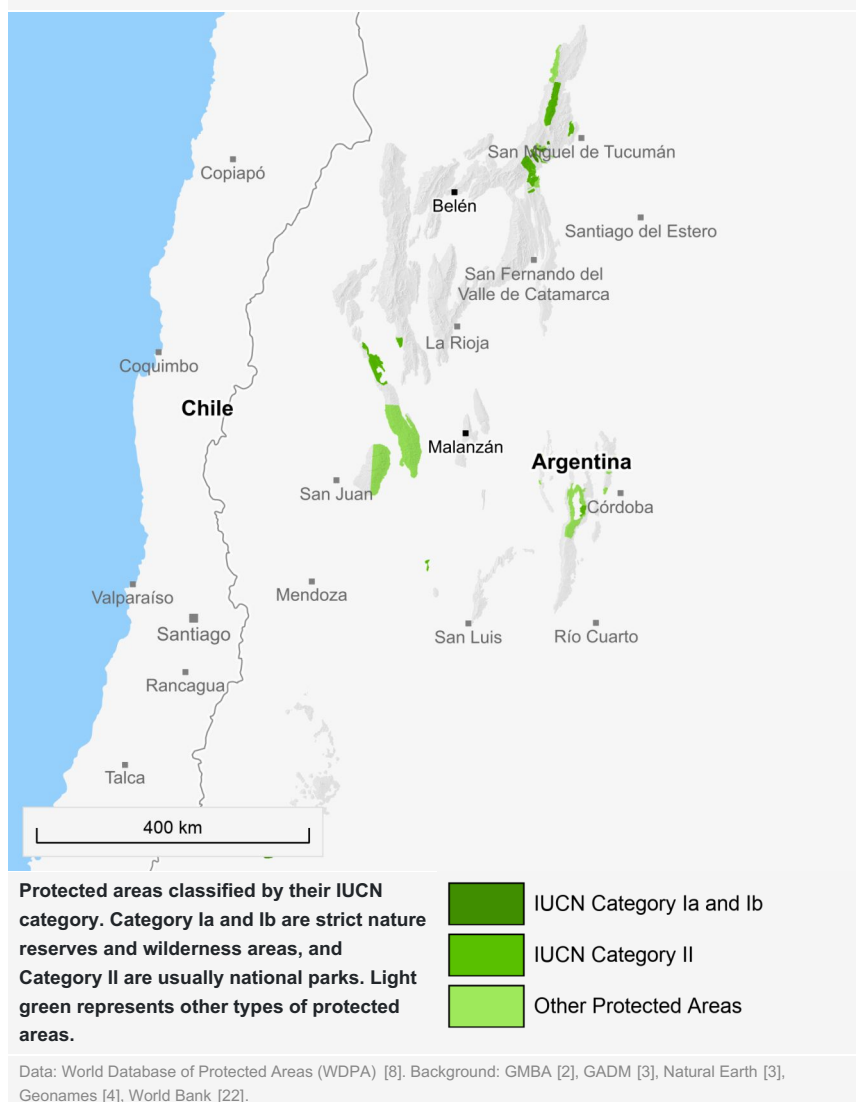 Copiapó
San Miguel de Tucumán
Belén
Santiago del Estero
San Fernando del
Valle de Catamarca
La Rioja
Coquimbo
Chile
Malanzán
Argentina
San Juan
Córdoba
Valparaíso
Mendoza
Santiago
San Luis
Río Cuarto
Rancagua
Talca
400 km
Protected areas classified by their IUCN
category. Category Ia and Ib are strict nature
reserves and wilderness areas, and
Category II are usually national parks. Light
green represents other types of protected
areas.
IUCN Category Ia and Ib
IUCN Category II
Other Protected Areas
Data: World Database of Protected Areas (WDPA) [8]. Background: GMBA [2], GADM [3], Natural Earth [3],
Geonames [4], World Bank [22].